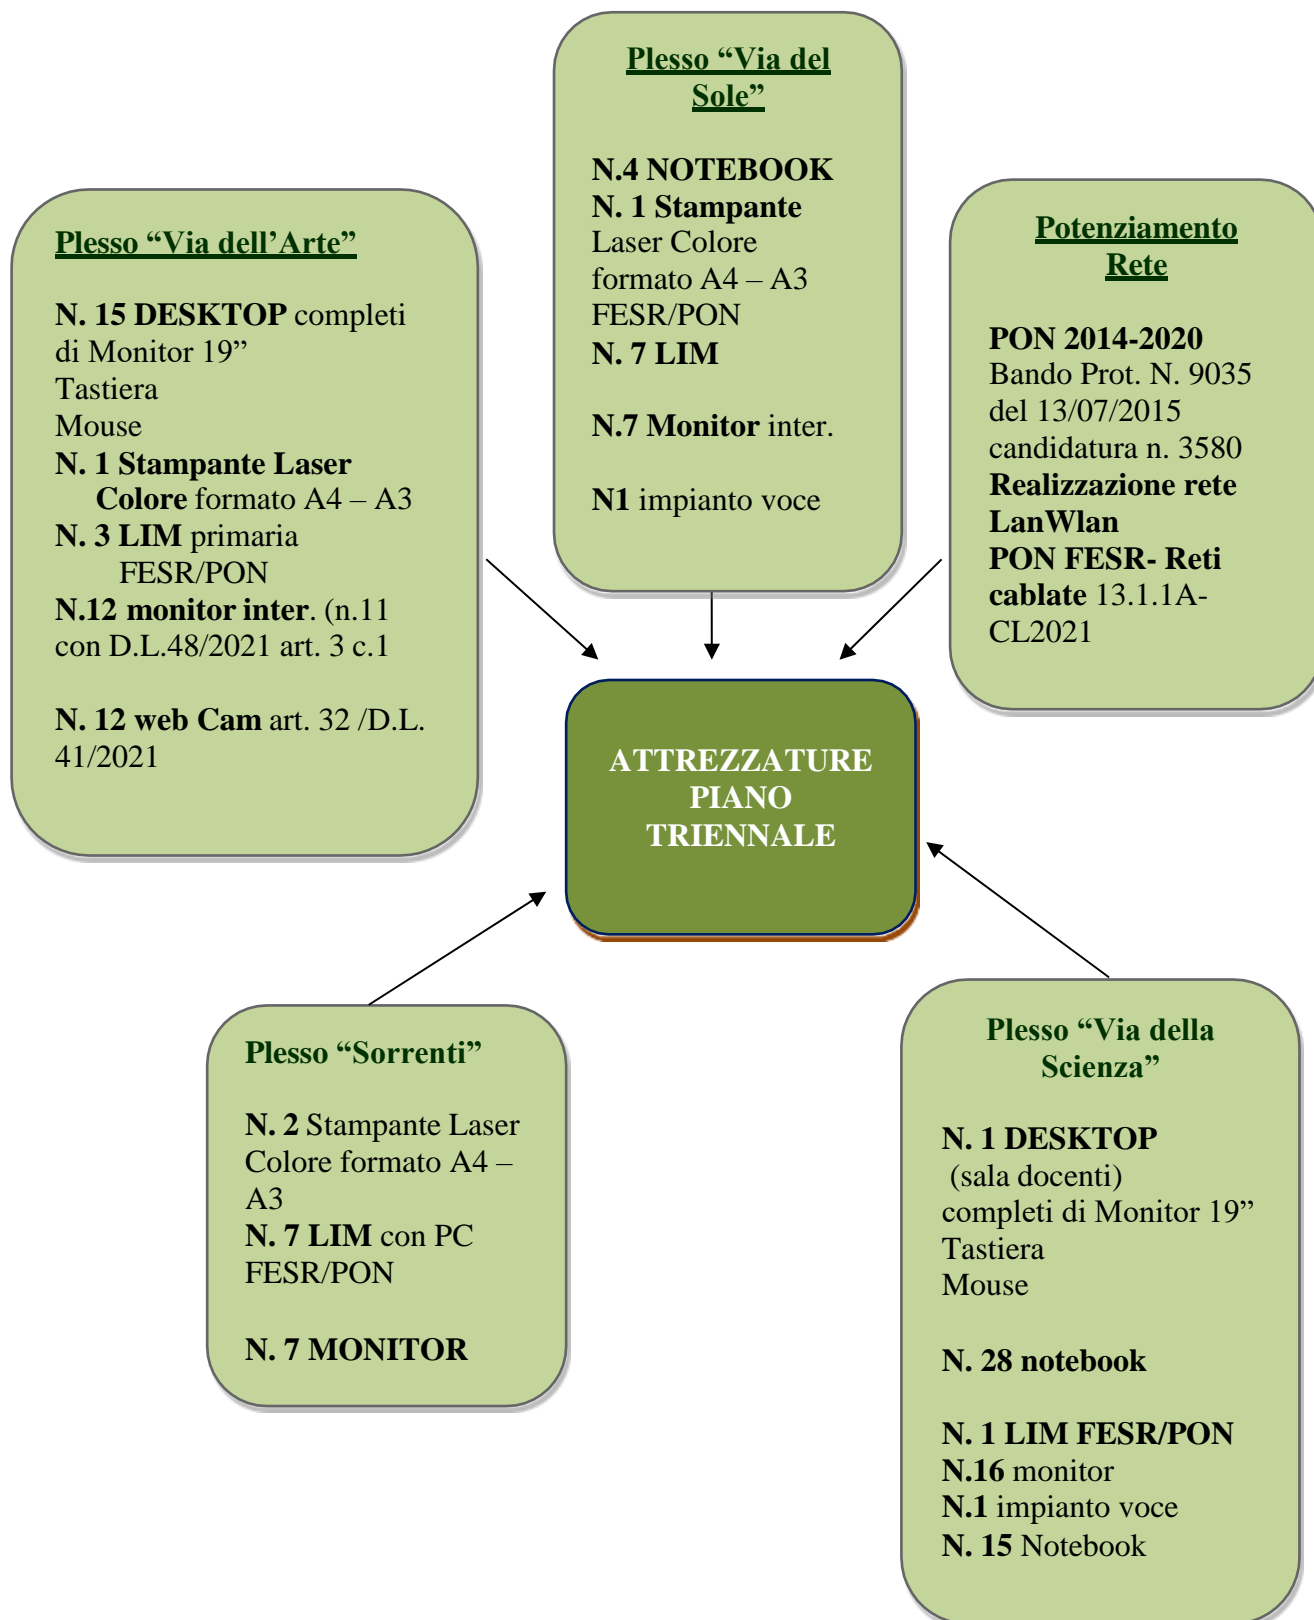 Plesso “Via del
Sole”
N.4 NOTEBOOK
N. 1 Stampante
Laser Colore
formato A4 – A3
FESR/PON
N. 7 LIM
N.7 Monitor inter.
N1 impianto voce
Plesso “Via dell’Arte”
N. 15 DESKTOP completi
di Monitor 19”
Tastiera
Mouse
N. 1 Stampante Laser
Colore formato A4 – A3
N. 3 LIM primaria
FESR/PON
N.12 monitor inter. (n.11
con D.L.48/2021 art. 3 c.1
N. 12 web Cam art. 32 /D.L.
41/2021
Potenziamento
Rete
PON 2014-2020
Bando Prot. N. 9035
del 13/07/2015
candidatura n. 3580
Realizzazione rete
LanWlan
PON FESR- Reti
cablate 13.1.1A-
CL2021
ATTREZZATURE
PIANO
TRIENNALE
Plesso “Sorrenti”
N. 2 Stampante Laser
Colore formato A4 –
A3
N. 7 LIM con PC
FESR/PON
N. 7 MONITOR
Plesso “Via della
Scienza”
N. 1 DESKTOP
(sala docenti)
completi di Monitor 19”
Tastiera
Mouse
N. 28 notebook
N. 1 LIM FESR/PON
N.16 monitor
N.1 impianto voce
N. 15 Notebook